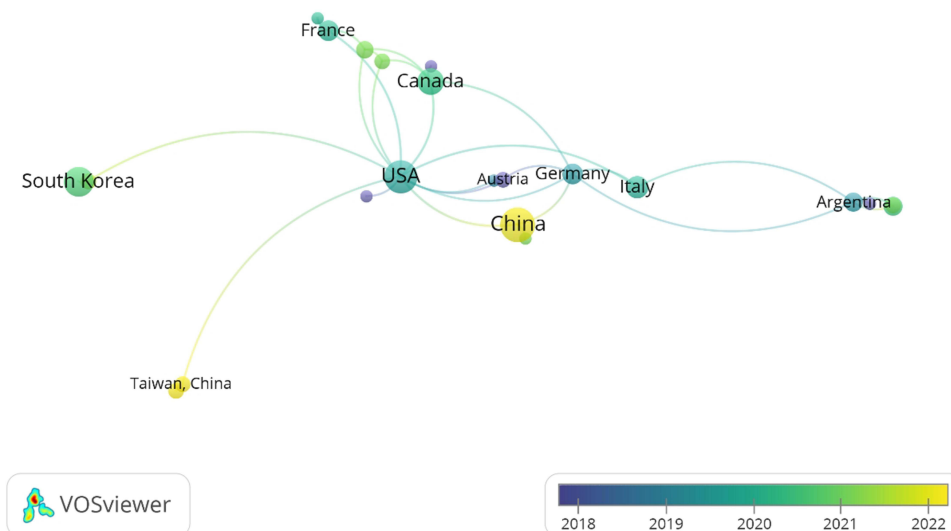 France
Canada
South Korea
USA
Austria
Germany
Italy
Argentina
China
Taiwan, China
VOSviewer
2018 2019 2020 2021 2022